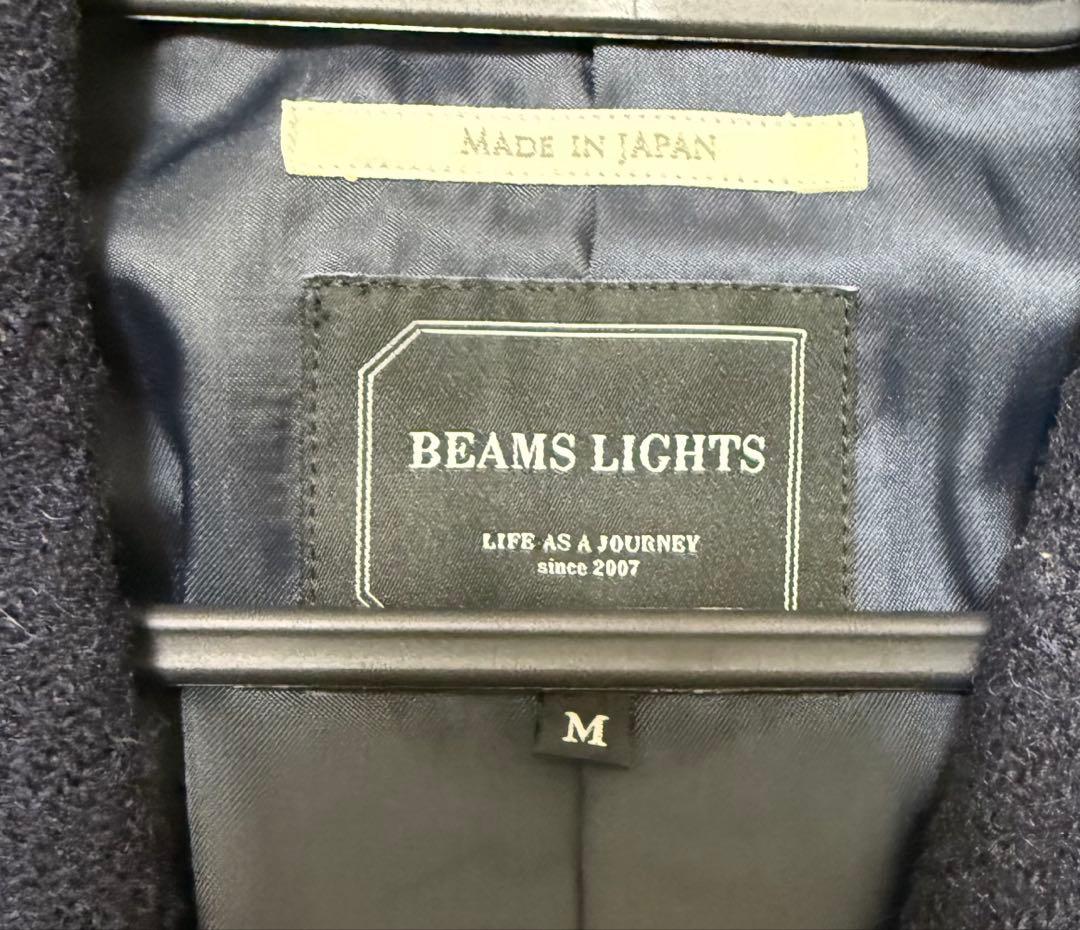 MADE IN JAPAN
BEAMS LIGHTS
LIFE AS A JOURNEY
since 2007
M